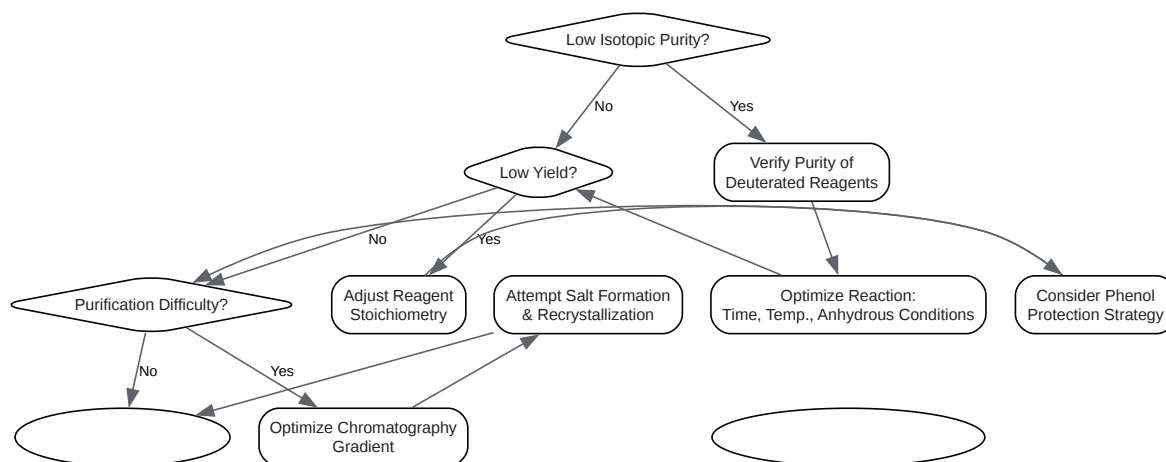 Low Isotopic Purity?
No
Yes
Low Yield?
Verify Purity of
Deuterated Reagents
No
Yes
Purification Difficulty?
Adjust Reagent
Stoichiometry
Attempt Salt Formation
& Recrystallization
Optimize Reaction:
Time, Temp., Anhydrous Conditions
Consider Phenol
Protection Strategy
No
Yes
Optimize Chromatography
Gradient